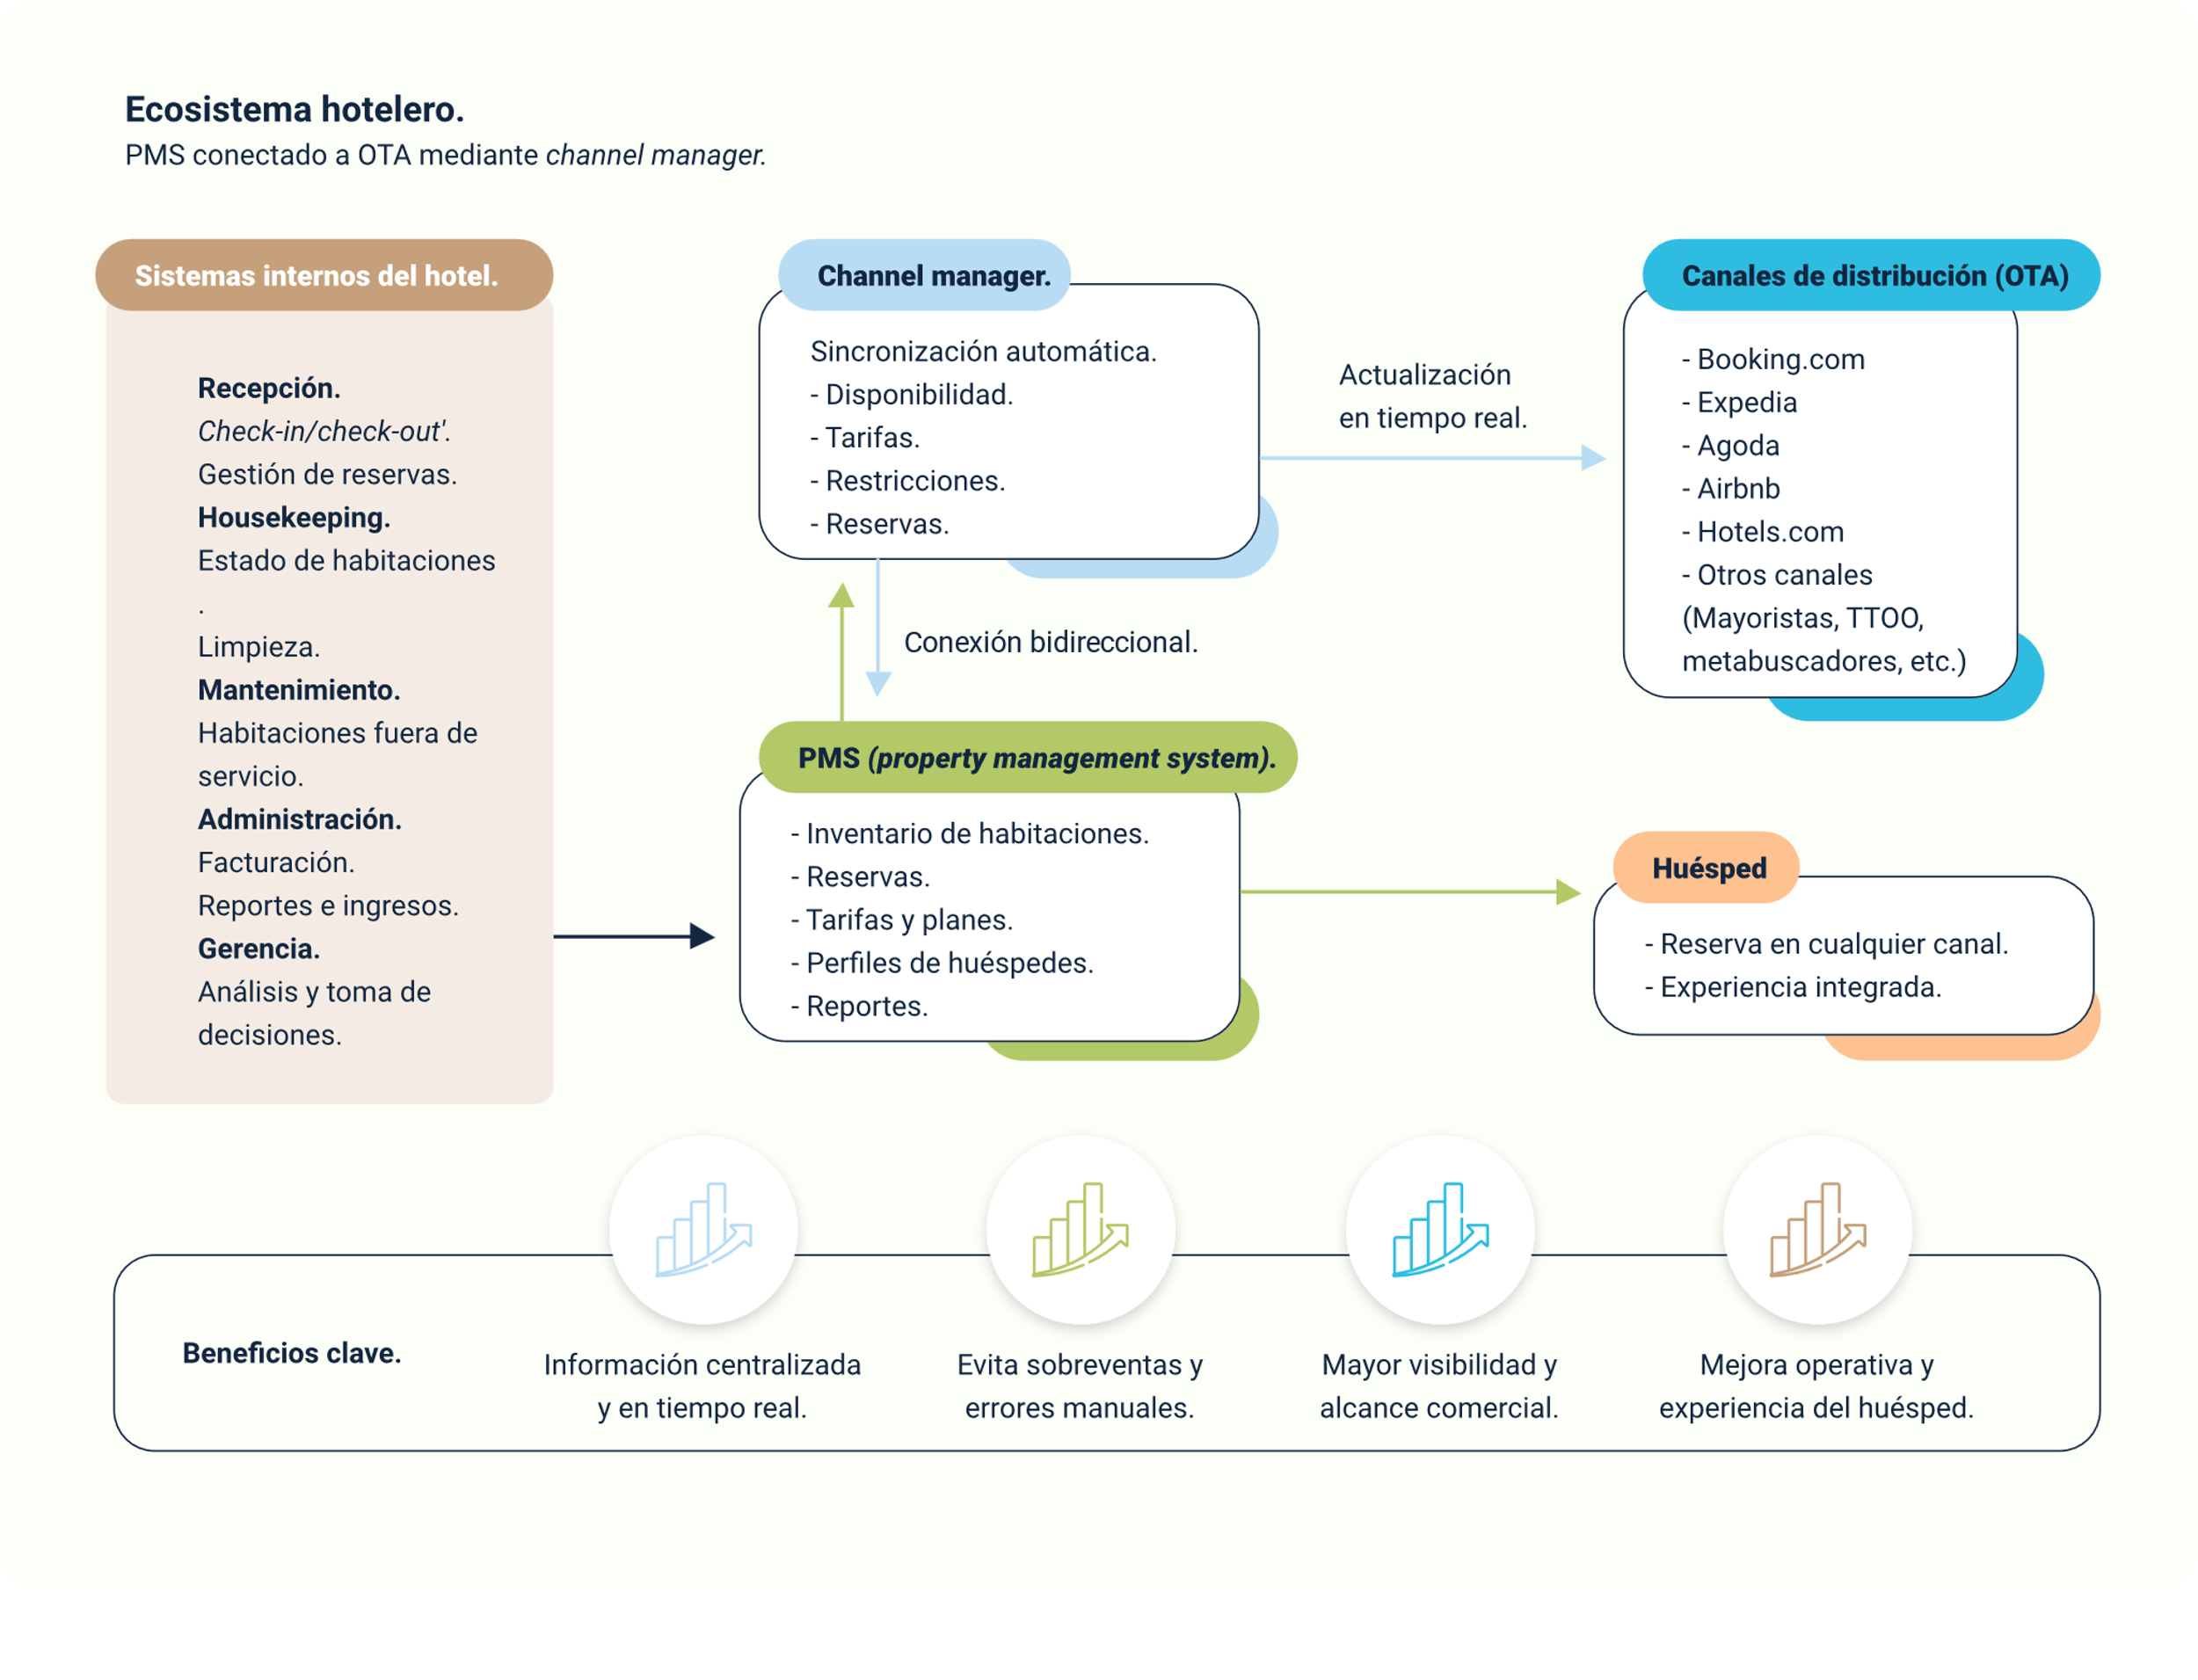 Ecosistema hotelero.
PMS conectado a OTA mediante channel manager.
Sistemas internos del hotel.
Recepción.
Check-in/check-out'.
Gestión de reservas.
Housekeeping.
Estado de habitaciones
.
Limpieza.
Mantenimiento.
Habitaciones fuera de
servicio.
Administración.
Facturación.
Reportes e ingresos.
Gerencia.
Análisis y toma de
decisiones.
Channel manager.
Sincronización automática.
- Disponibilidad.
- Tarifas.
- Restricciones.
- Reservas.
Actualización
en tiempo real.
Canales de distribución (OTA)
- Booking.com
- Expedia
- Agoda
- Airbnb
- Hotels.com
- Otros canales
(Mayoristas, TTOO,
metabuscadores, etc.)
Conexión bidireccional.
PMS (property management system).
- Inventario de habitaciones.
- Reservas.
- Tarifas y planes.
- Perfiles de huéspedes.
- Reportes.
Huésped
- Reserva en cualquier canal.
- Experiencia integrada.
Beneficios clave.
Información centralizada
y en tiempo real.
Evita sobreventas y
errores manuales.
Mayor visibilidad y
alcance comercial.
Mejora operativa y
experiencia del huésped.